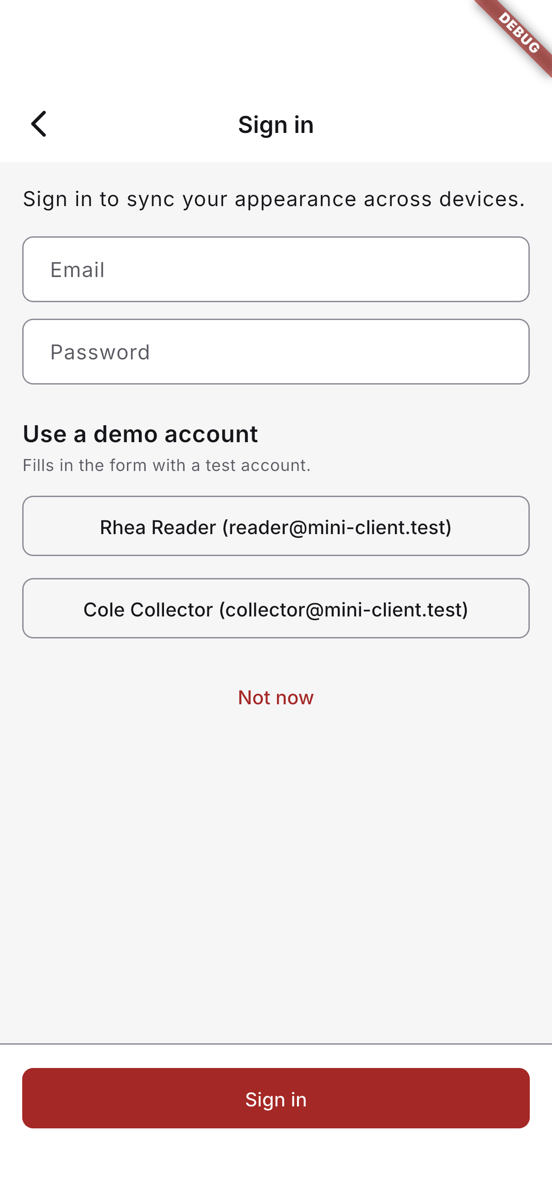 DEBUG
Sign in
Sign in to sync your appearance across devices.
Email
Password
Use a demo account
Fills in the form with a test account.
Rhea Reader (reader@mini-client.test)
Cole Collector (collector@mini-client.test)
Not now
Sign in